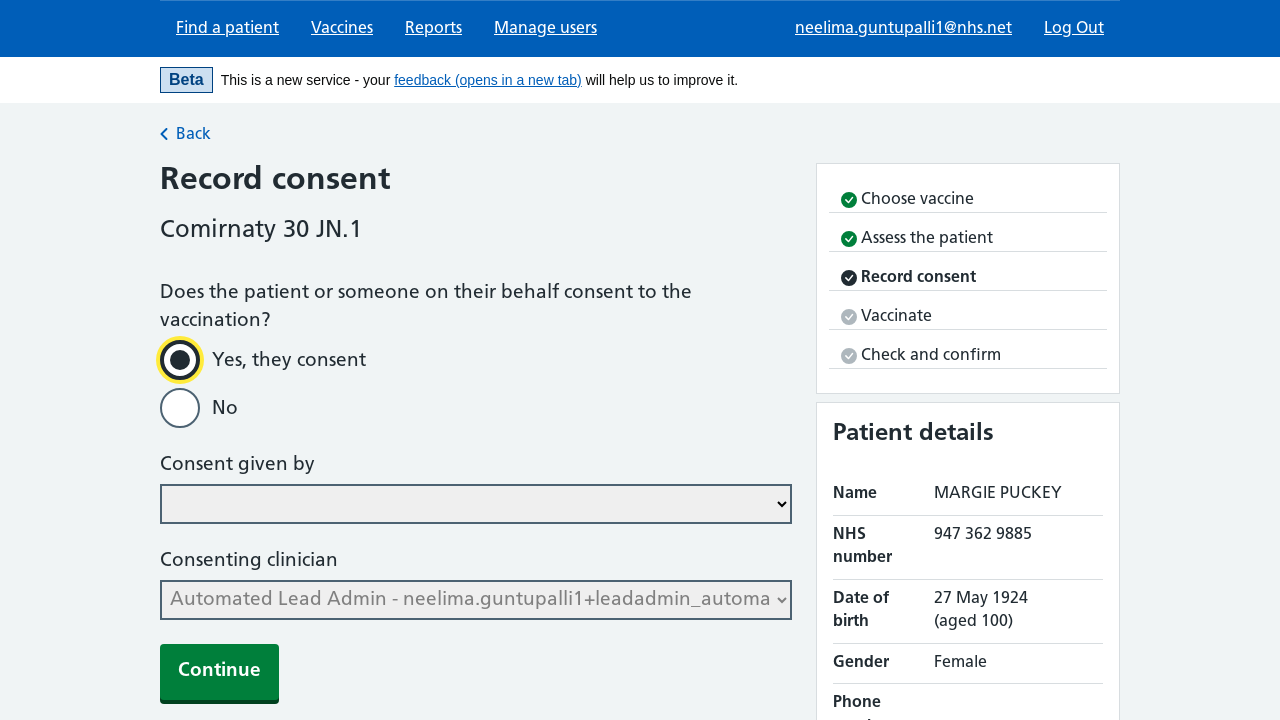 Find a patient
Vaccines
Reports
Manage users
neelima.guntupalli1@nhs.net
Log Out
Beta
This is a new service - your feedback (opens in a new tab) will help us to improve it.
Back
Record consent
Comirnaty 30 JN.1
Does the patient or someone on their behalf consent to the
vaccination?
Yes, they consent
No
Consent given by
Consenting clinician
Automated Lead Admin - neelima.guntupalli1+leadadmin_automa
Continue
Choose vaccine
Assess the patient
Record consent
Vaccinate
Check and confirm
Patient details
Name
MARGIE PUCKEY
NHS
number
947 362 9885
Date of
birth
27 May 1924
(aged 100)
Gender
Female
Phone